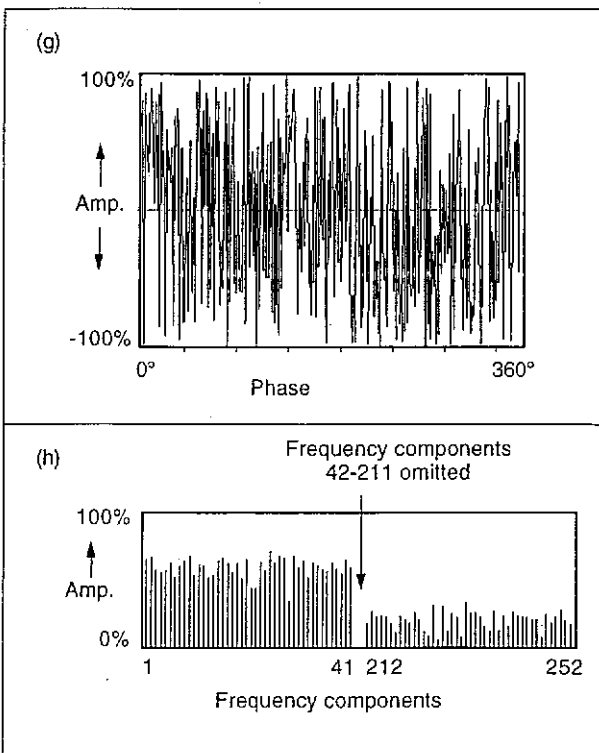 (g)
100%
Amp.
-100%
0°
360°
Phase
(h)
Frequency components
42-211 omitted
100%
Amp.
0%
1
41
212
252
Frequency components